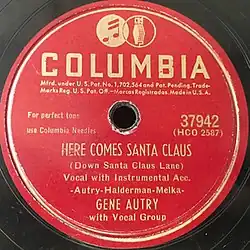 CBS
COLUMBIA
Mfrd. under U.S. Pat. No. 1,702,564 and Pat. Pending. Trade-
Marks Reg. U.S. Pat. Off.-Marcas Registradas. Made in U.S.A.
For perfect tone
use Columbia Needles
37942
(HCO 2587)
HERE COMES SANTA CLAUS
(Down Santa Claus Lane)
Vocal with Instrumental Acc.
-Autry-Halderman-Melka-
GENE AUTRY
with Vocal Group